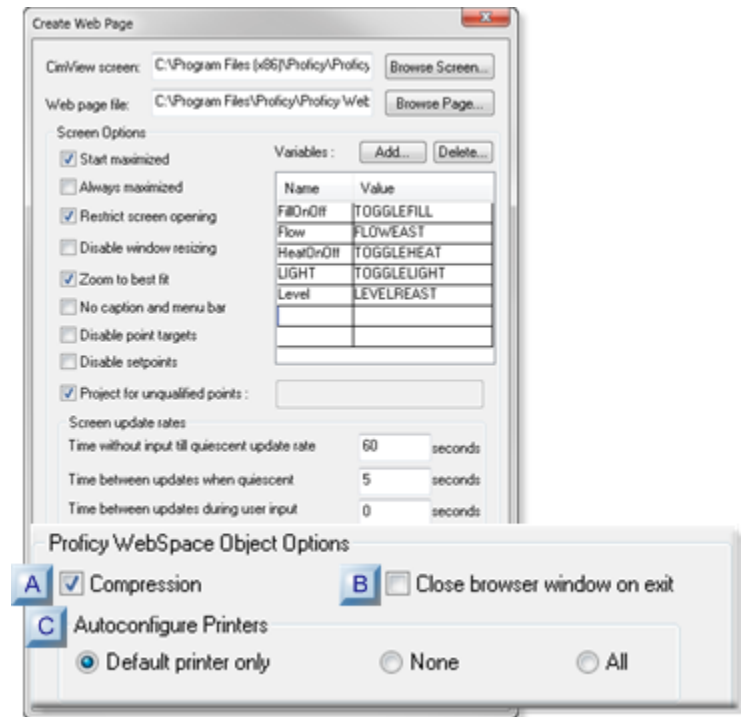 Create Web Page
CimView screen: C:\Program Files (x86)\Proficy\Proficy Browse Screen...
Web page file: C:\Program Files\Proficy\Proficy Web Browse Page...
Screen Options
Start maximized
Variables : Add... Delete...
Always maximized
Name Value
Restrict screen opening
FillOnOff TOGGLEFILL
Flow FLOWEAST
Disable window resizing
HeatOnOff TOGGLEHEAT
LIGHT TOGGLELIGHT
Zoom to best fit
Level LEVELREAST
No caption and menu bar
Disable point targets
Disable setpoints
Project for unqualified points :
Screen update rates
Time without input till quiescent update rate 60 seconds
Time between updates when quiescent 5 seconds
Time between updates during user input 0 seconds
Proficy WebSpace Object Options
A Compression B Close browser window on exit
C Autoconfigure Printers
Default printer only None All